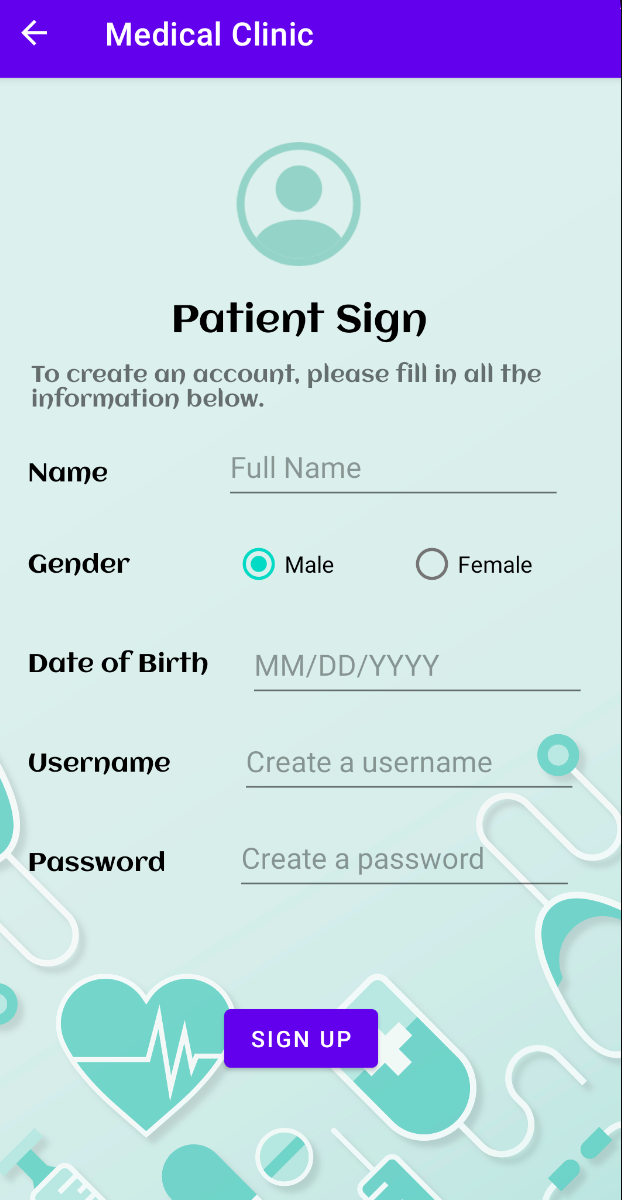 Medical Clinic
Patient Sign
To create an account, please fill in all the
information below.
Name Full Name
Gender Male Female
Date of Birth MM/DD/YYYY
Username Create a username
Password Create a password
SIGN UP